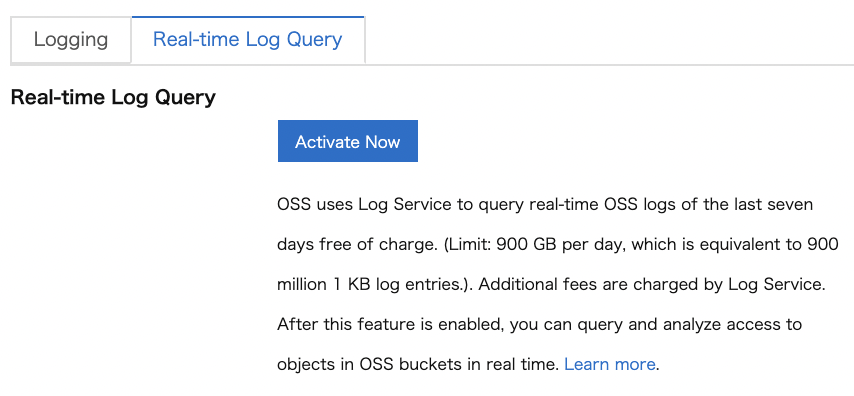 Logging
Real-time Log Query
Real-time Log Query
Activate Now
OSS uses Log Service to query real-time OSS logs of the last seven
days free of charge. (Limit: 900 GB per day, which is equivalent to 900
million 1 KB log entries.). Additional fees are charged by Log Service.
After this feature is enabled, you can query and analyze access to
objects in OSS buckets in real time. Learn more.